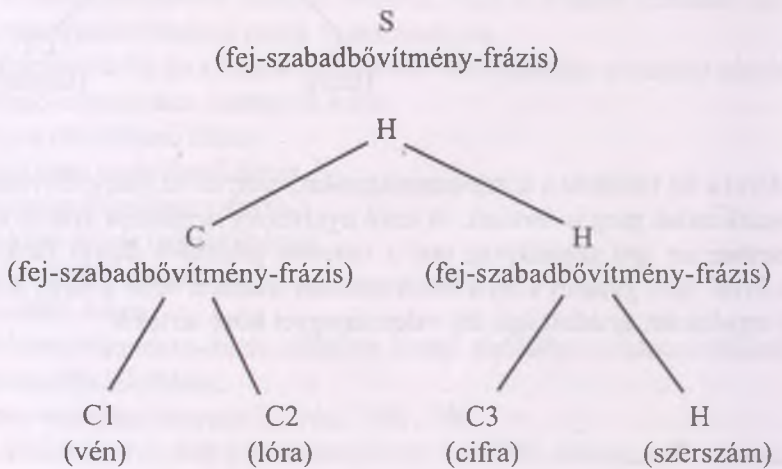 S
(fej-szabadbővítmény-frázis)
H
C H
(fej-szabadbővítmény-frázis) (fej-szabadbővítmény-frázis)
C1 C2 C3 H
(vén) (lóra) (cifra) (szerszám)